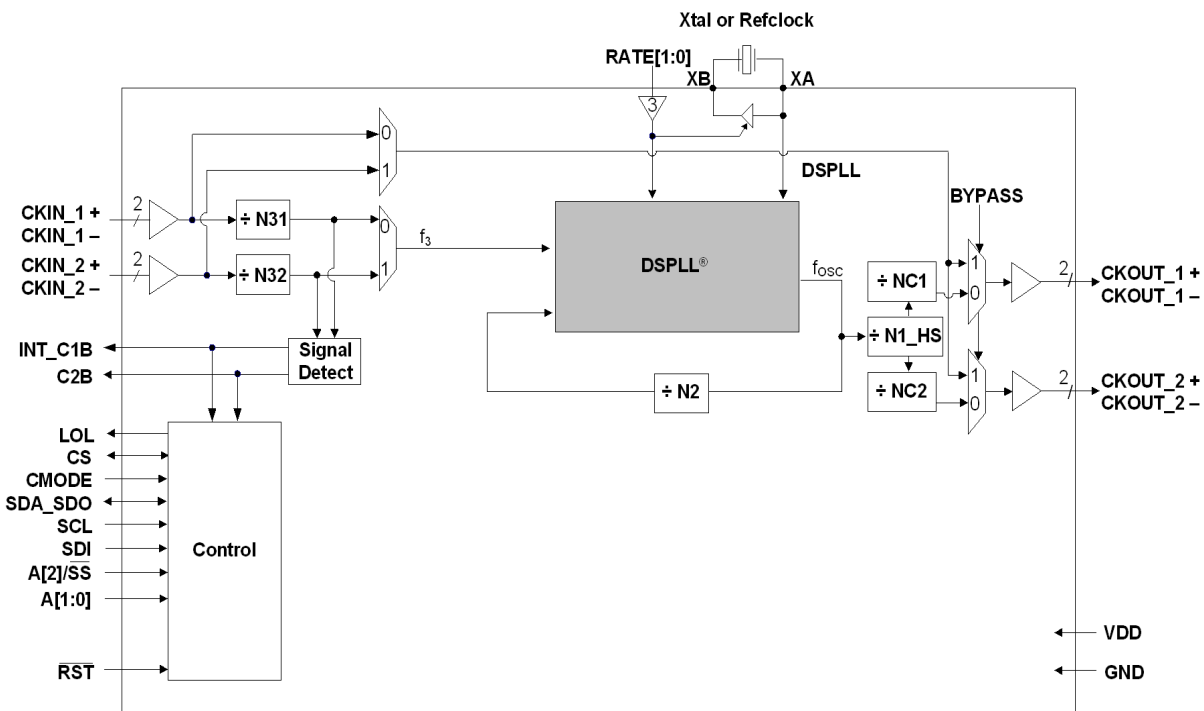 Xtal or Refclock
RATE[1:0]
XB
XA
3
0
1
DSPLL
BYPASS
CKIN_1 +
CKIN_1 –
2
÷ N31
0
CKIN_2 +
CKIN_2 –
2
÷ N32
1
f3
DSPLL®
fOSC
÷ NC1
1
0
2
CKOUT_1 +
CKOUT_1 –
÷ N1_HS
INT_C1B
C2B
Signal
Detect
÷ N2
÷ NC2
1
0
2
CKOUT_2 +
CKOUT_2 –
LOL
CS
CMODE
SDA_SDO
SCL
SDI
A[2]/SS
A[1:0]
RST
Control
VDD
GND